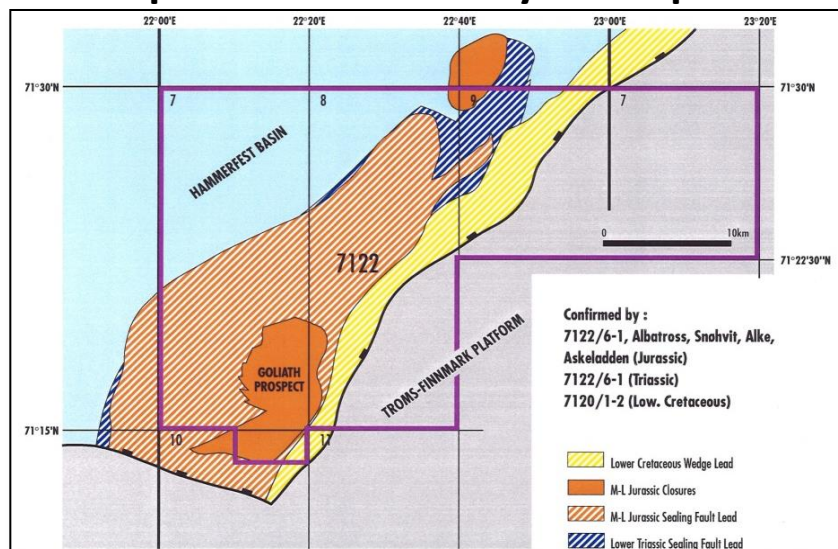 22°00'E 22°20'E 22°40'E 23°00'E 23°20'E
71°30'N 7 8 9 7 71°30'N
HAMMERFEST BASIN
0 10km
7122
71°22'30"N
Confirmed by :
7122/6-1, Albatross, Snøhvit, Alke,
Askeladden (Jurassic)
7122/6-1 (Triassic)
7120/1-2 (Low. Cretaceous)
TROMS-FINNMARK PLATFORM
GOLIATH
PROSPECT
71°15'N 10 11
Lower Cretaceous Wedge Lead
M-L Jurassic Closures
M-L Jurassic Sealing Fault Lead
Lower Triassic Sealing Fault Lead